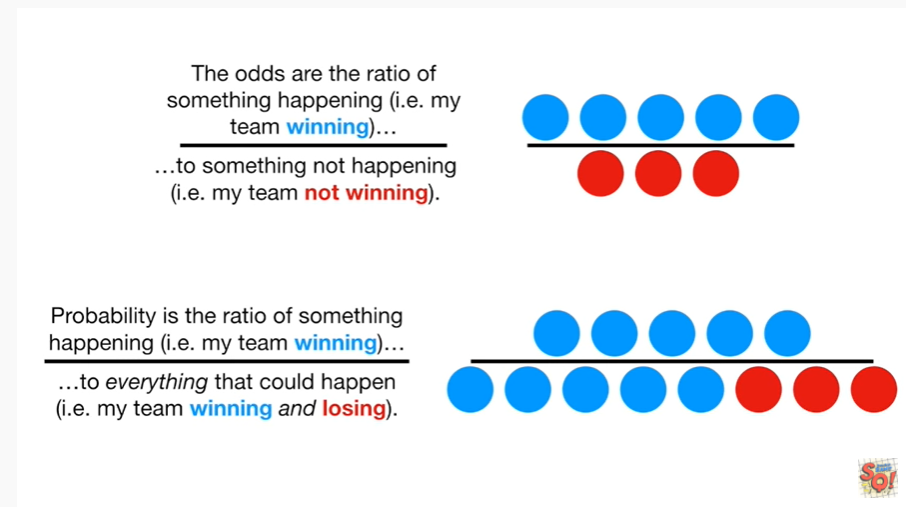 The odds are the ratio of
something happening (i.e. my
team winning)…
…to something not happening
(i.e. my team not winning).
Probability is the ratio of something
happening (i.e. my team winning)…
…to everything that could happen
(i.e. my team winning and losing).